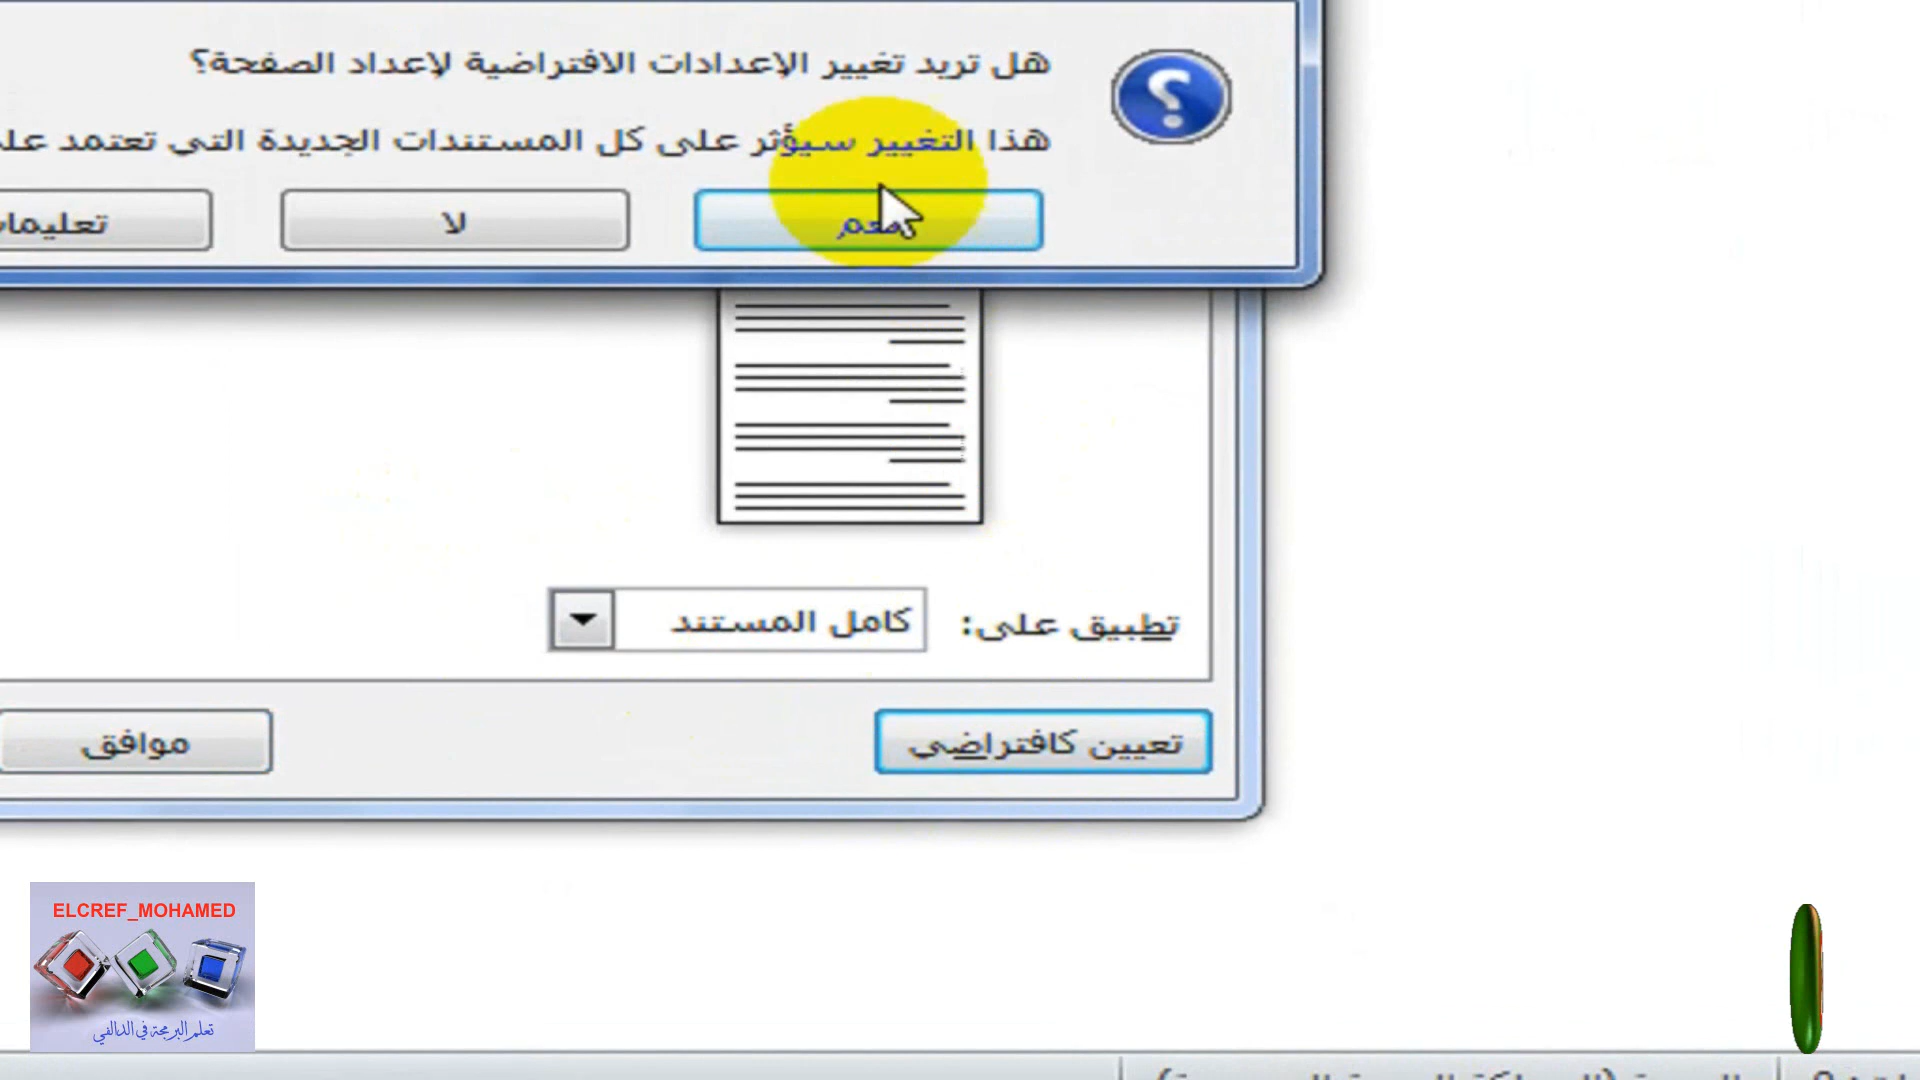 هل تريد تغيير الإعدادات الافتراضية لإعداد الصفحة؟
هذا التغيير سيؤثر على كل المستندات الجديدة التي تعتمد
نعم
لا
تطبيق على:
كامل المستند
تعيين كافتراضي
موافق
ELCREF_MOHAMED
تعلم البرمجة في الدالفي